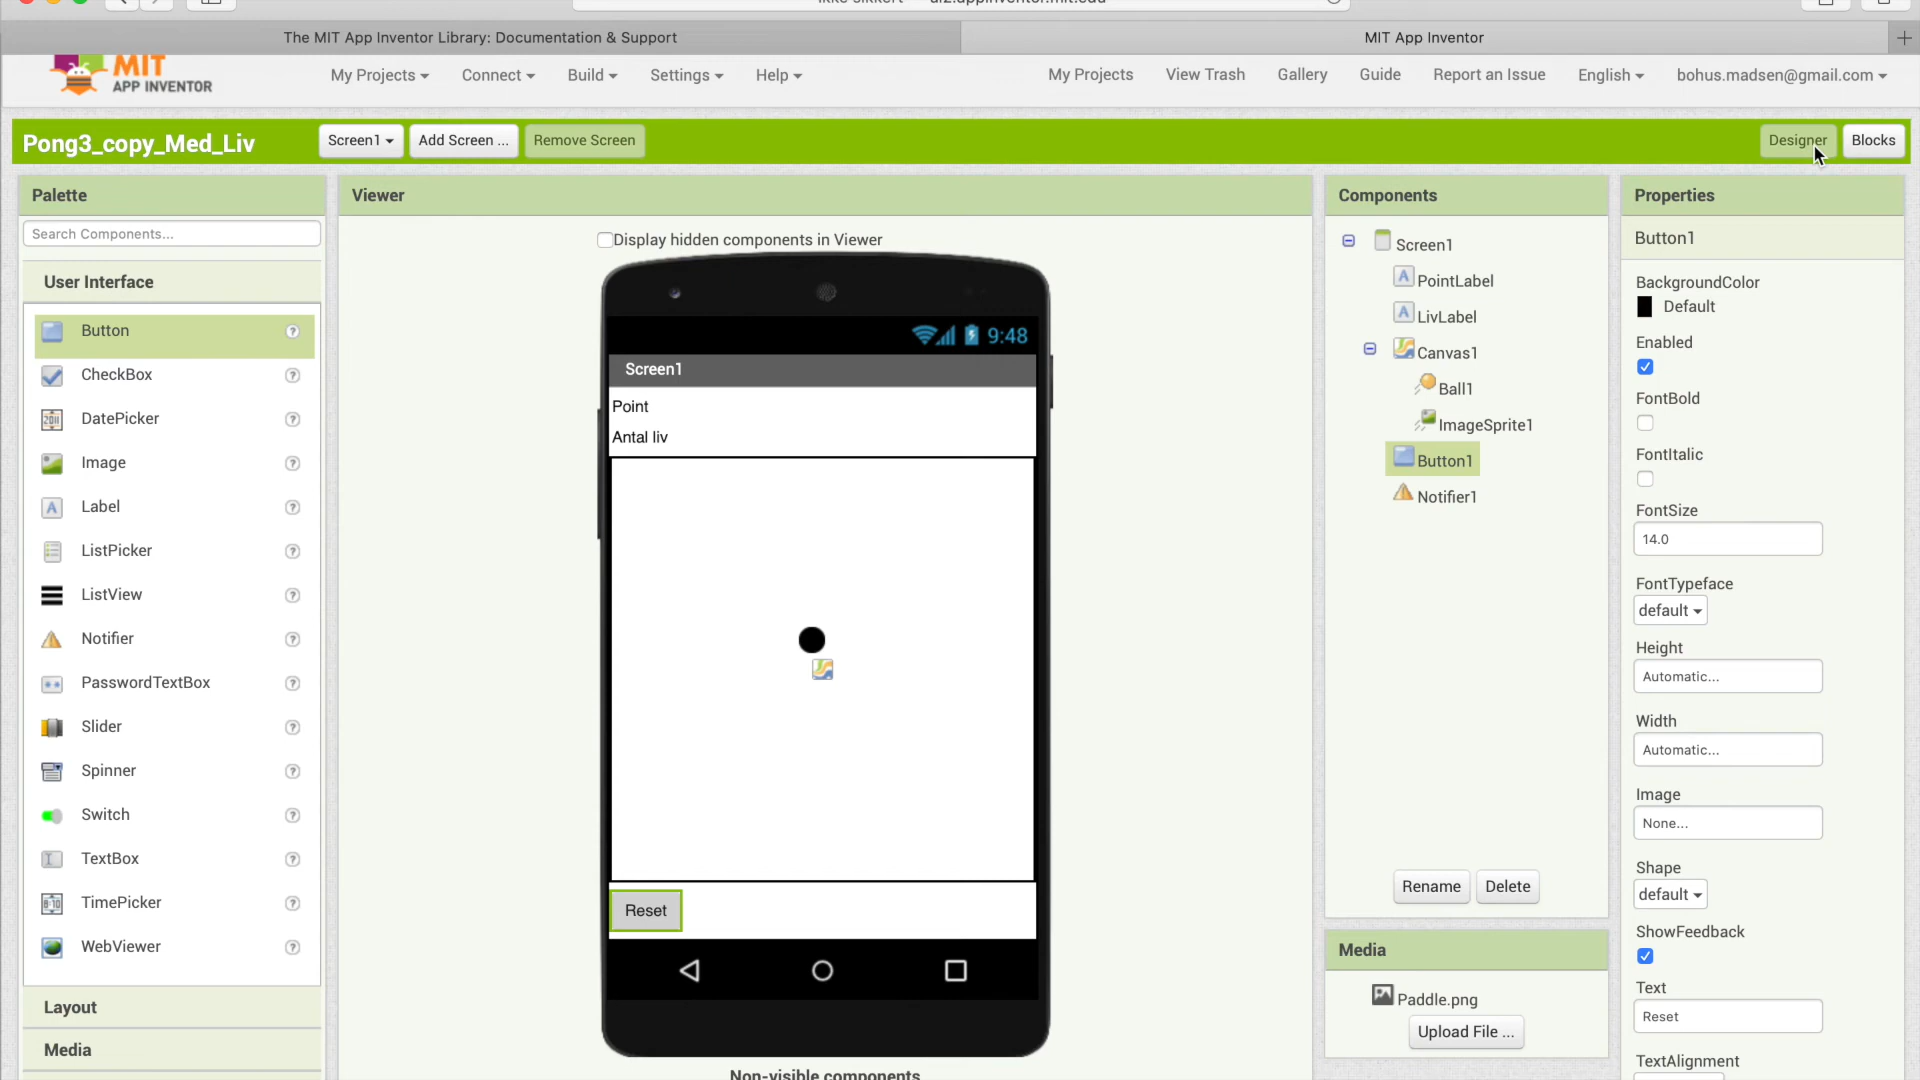 The MIT App Inventor Library: Documentation & Support
MIT App Inventor
MIT
APP INVENTOR
My Projects
Connect
Build
Settings
Help
My Projects
View Trash
Gallery
Guide
Report an Issue
English
bohus.madsen@gmail.com
Pong3_copy_Med_Liv
Screen1
Add Screen ...
Remove Screen
Designer
Blocks
Palette
Search Components...
User Interface
Button
CheckBox
DatePicker
Image
Label
ListPicker
ListView
Notifier
PasswordTextBox
Slider
Spinner
Switch
TextBox
TimePicker
WebViewer
Layout
Media
Viewer
Display hidden components in Viewer
9:48
Screen1
Point
Antal liv
Reset
Non-visible components
Components
Screen1
PointLabel
LivLabel
Canvas1
Ball1
ImageSprite1
Button1
Notifier1
Rename
Delete
Media
Paddle.png
Upload File ...
Properties
Button1
BackgroundColor
Default
Enabled
FontBold
FontItalic
FontSize
14.0
FontTypeface
default
Height
Automatic...
Width
Automatic...
Image
None...
Shape
default
ShowFeedback
Text
Reset
TextAlignment